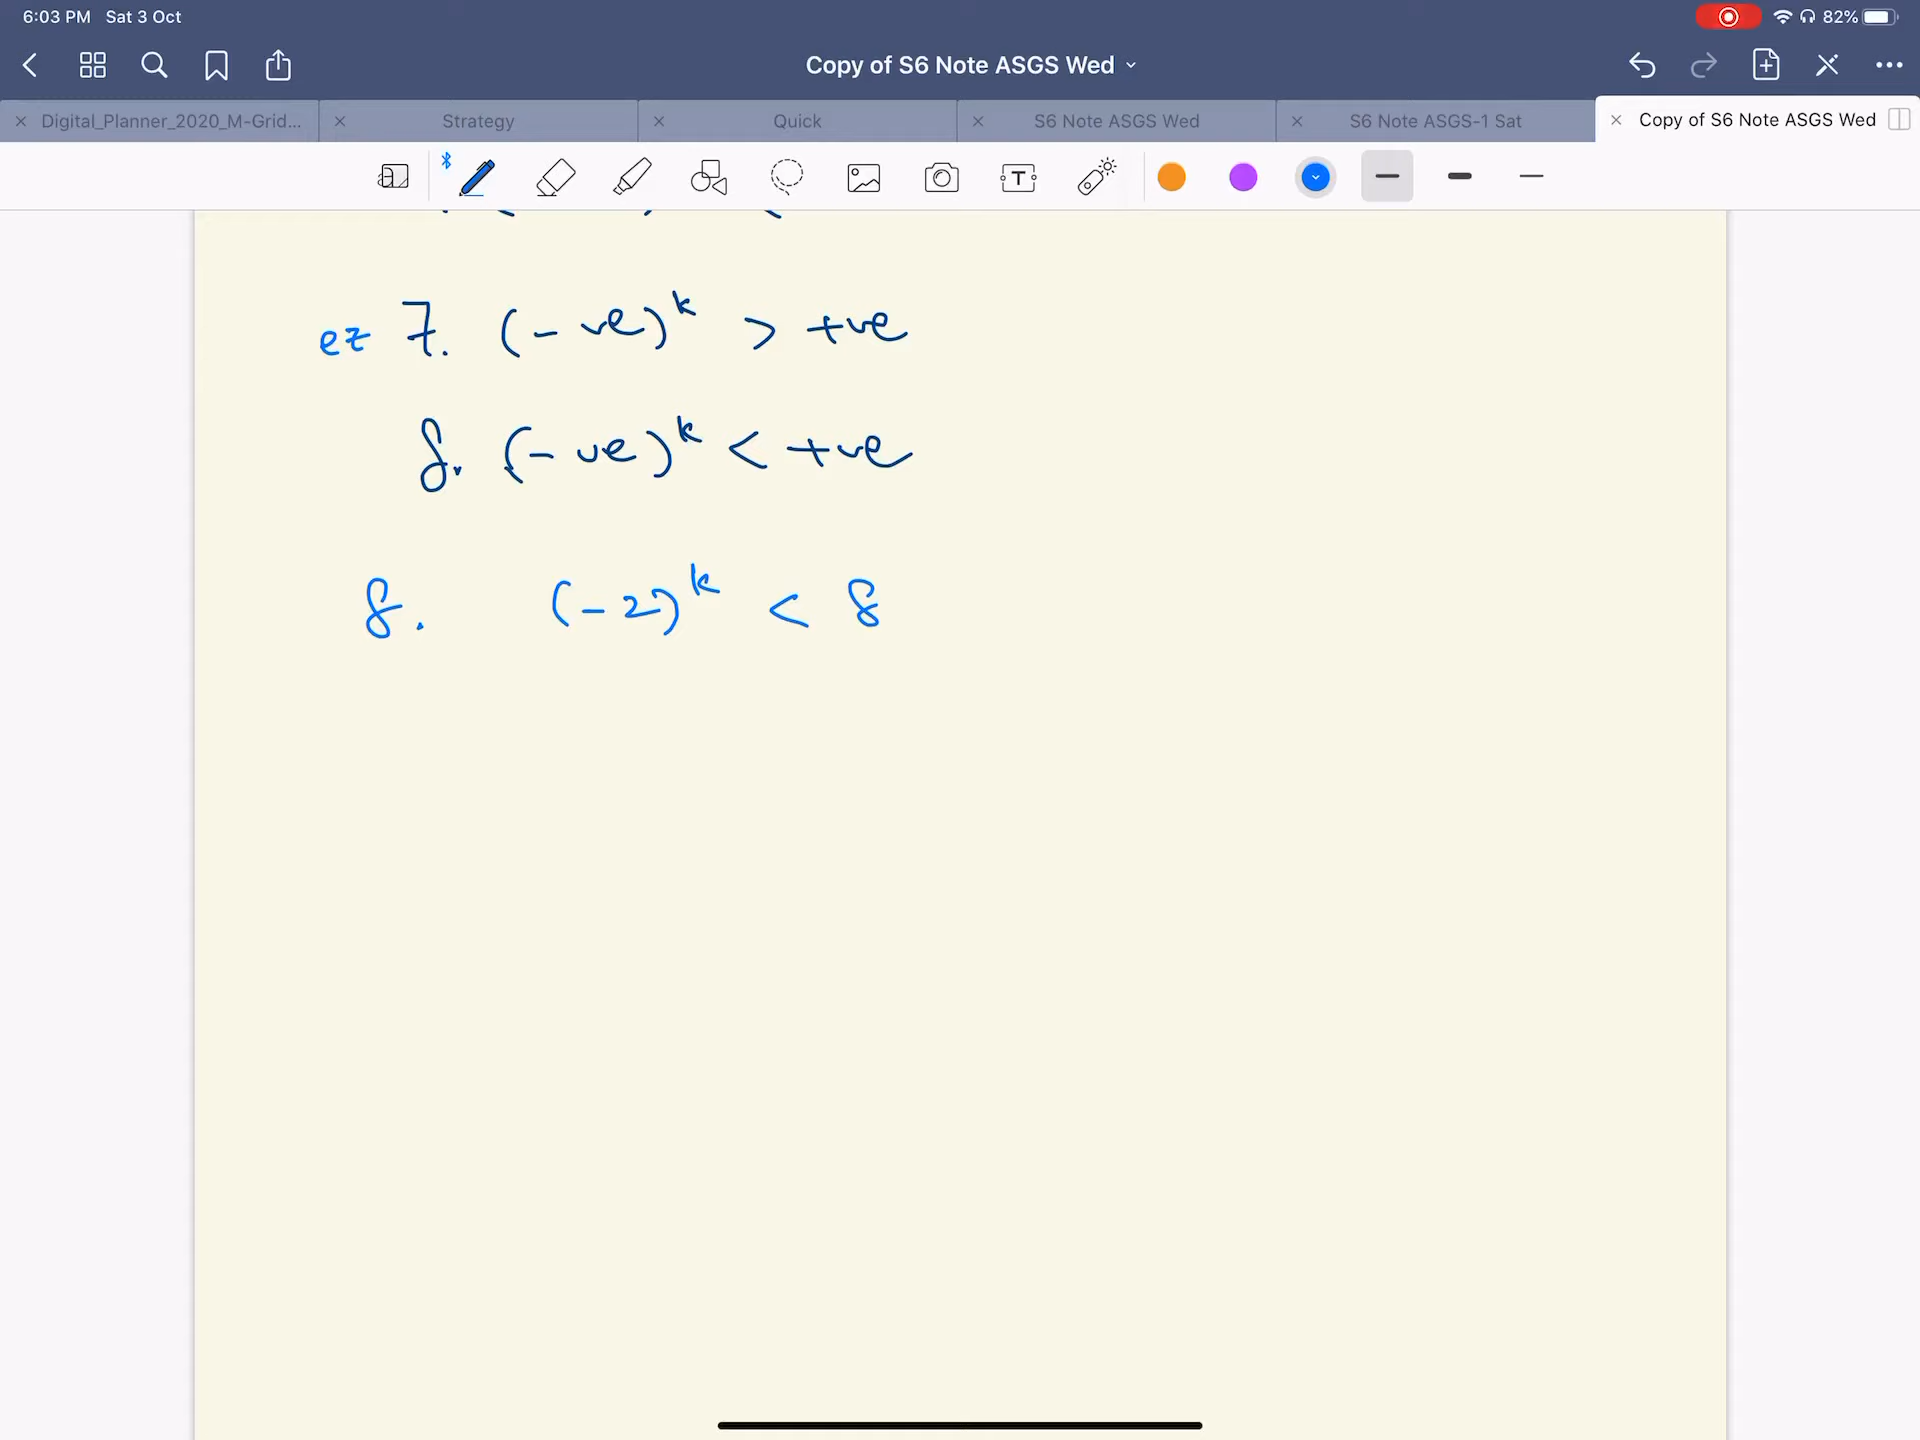 6:03 PM Sat 3 Oct 82%
Copy of S6 Note ASGS Wed
Digital_Planner_2020_M-Grid... Strategy Quick S6 Note ASGS Wed S6 Note ASGS-1 Sat Copy of S6 Note ASGS Wed
ez 7. (-ve)^k > +ve
8. (-ve)^k < +ve
8. (-2)^k < 8